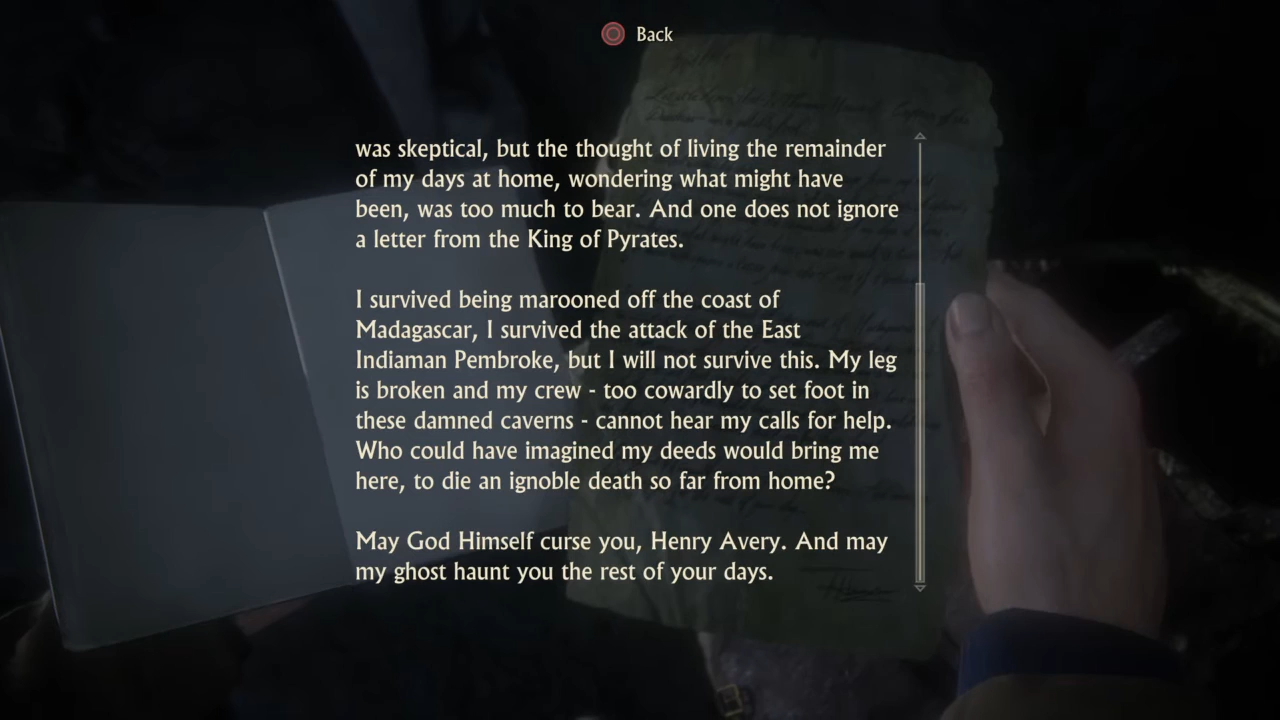 Back
was skeptical, but the thought of living the remainder
of my days at home, wondering what might have
been, was too much to bear. And one does not ignore
a letter from the King of Pyrates.
I survived being marooned off the coast of
Madagascar, I survived the attack of the East
Indiaman Pembroke, but I will not survive this. My leg
is broken and my crew - too cowardly to set foot in
these damned caverns - cannot hear my calls for help.
Who could have imagined my deeds would bring me
here, to die an ignoble death so far from home?
May God Himself curse you, Henry Avery. And may
my ghost haunt you the rest of your days.